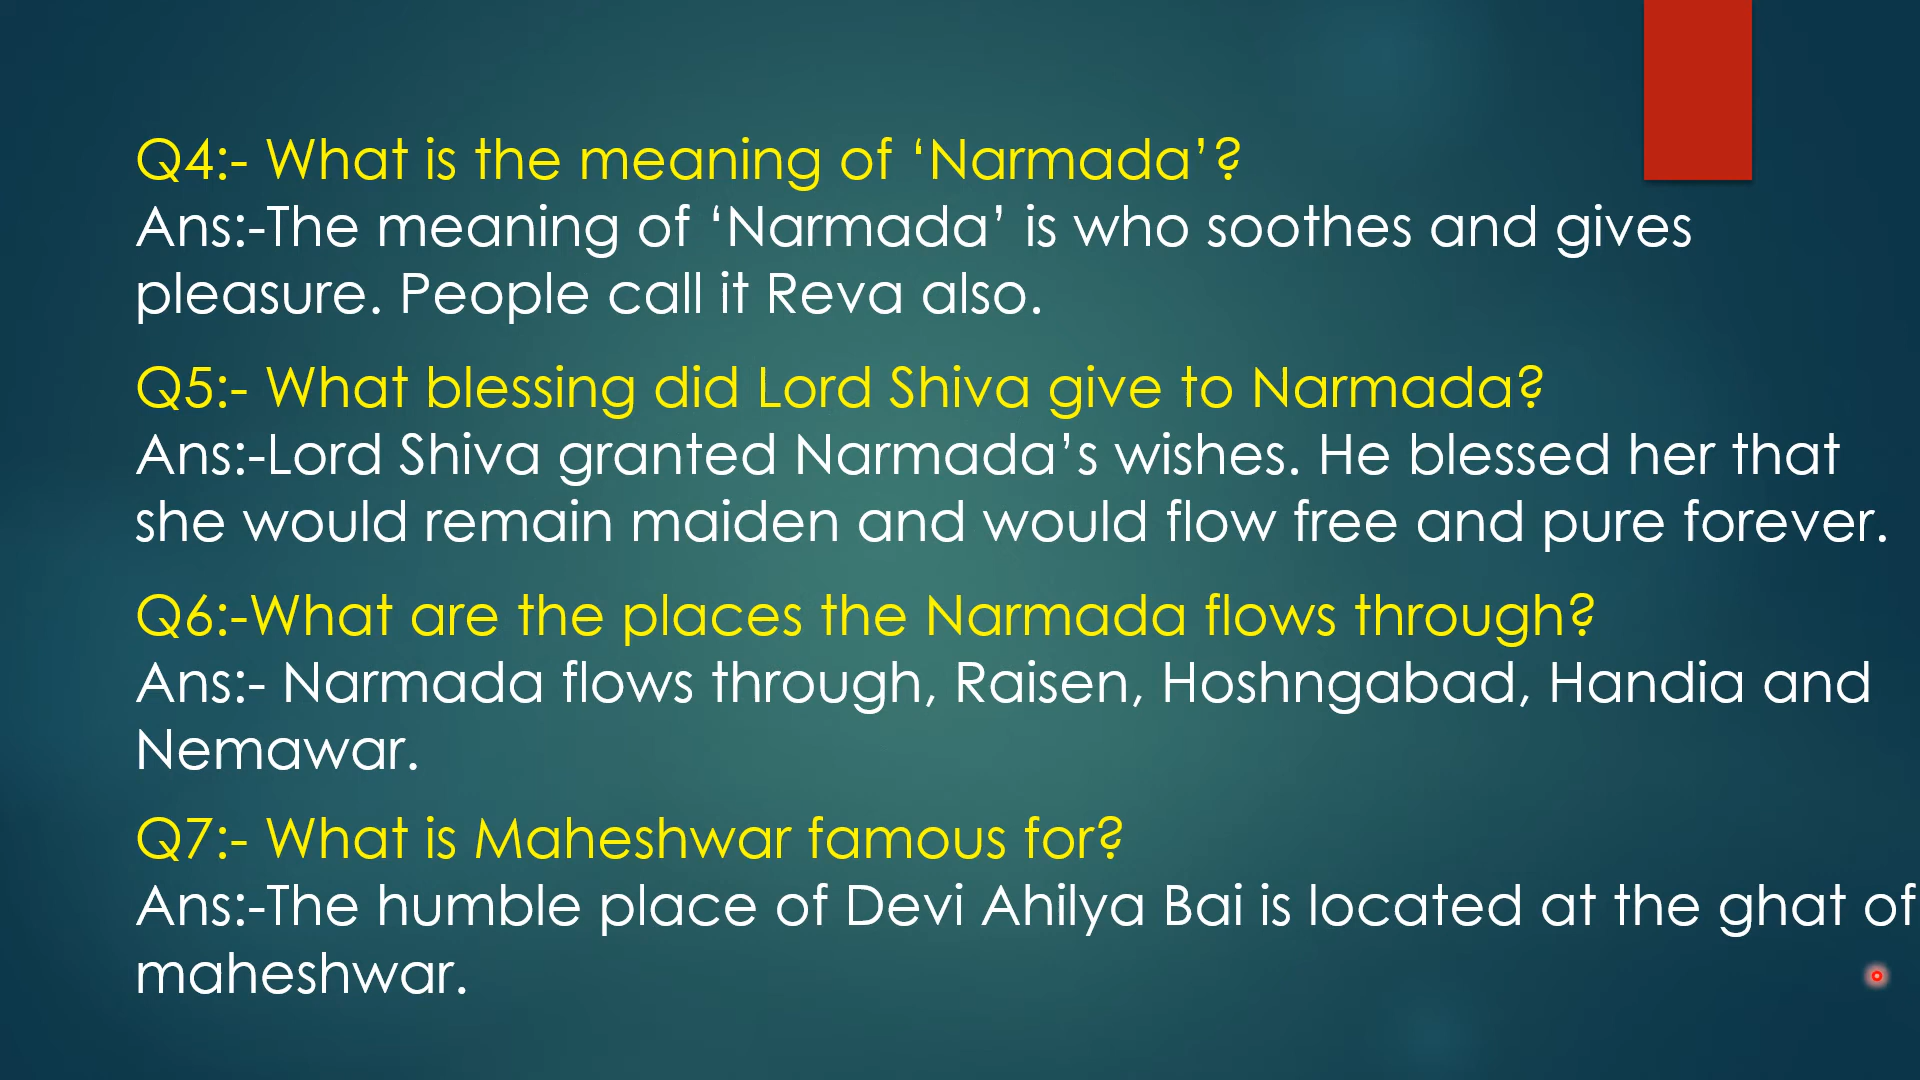 Q4:- What is the meaning of ‘Narmada’?
Ans:-The meaning of ‘Narmada’ is who soothes and gives
pleasure. People call it Reva also.
Q5:- What blessing did Lord Shiva give to Narmada?
Ans:-Lord Shiva granted Narmada’s wishes. He blessed her that
she would remain maiden and would flow free and pure forever.
Q6:-What are the places the Narmada flows through?
Ans:- Narmada flows through, Raisen, Hoshngabad, Handia and
Nemawar.
Q7:- What is Maheshwar famous for?
Ans:-The humble place of Devi Ahilya Bai is located at the ghat of
maheshwar.